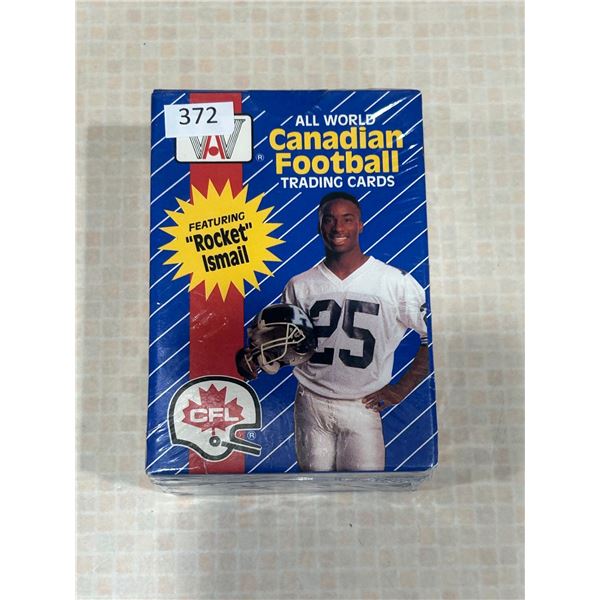 372
AW
®
ALL WORLD
Canadian
Football
TRADING CARDS
FEATURING
"Rocket"
Ismail
25
CFL
®